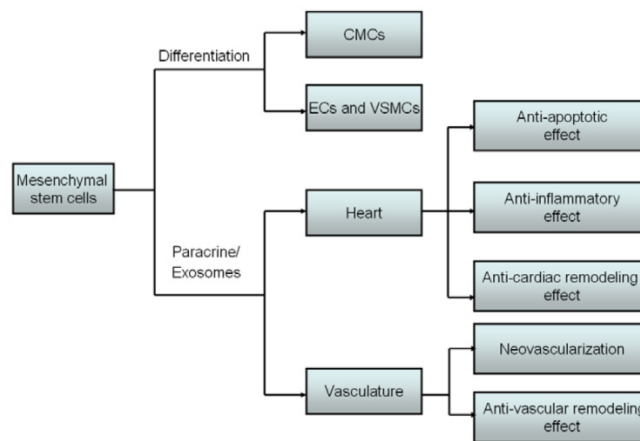 Differentiation
CMCs
ECs and VSMCs
Mesenchymal
stem cells
Paracrine/
Exosomes
Heart
Anti-apoptotic
effect
Anti-inflammatory
effect
Anti-cardiac remodeling
effect
Vasculature
Neovascularization
Anti-vascular remodeling
effect